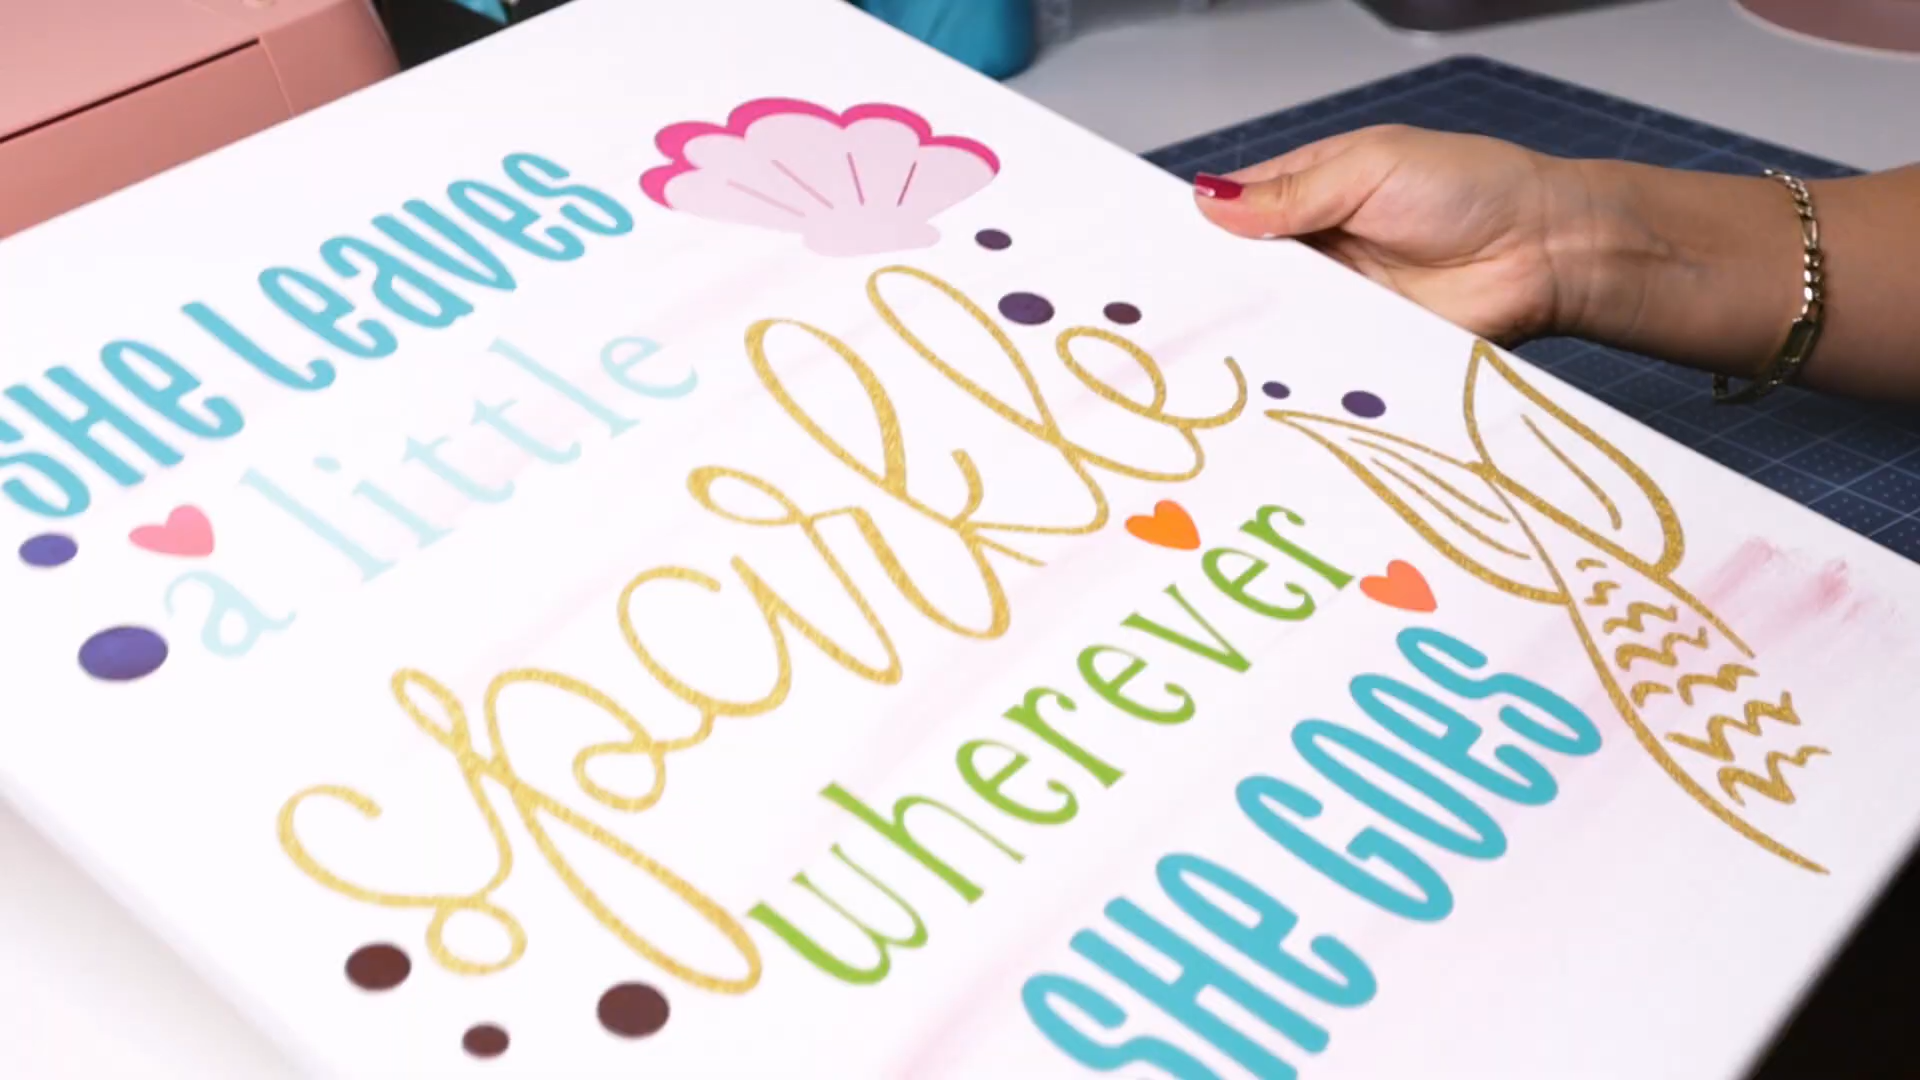 SHe Leaves
a little
sparkle
wherever
SHe GOes